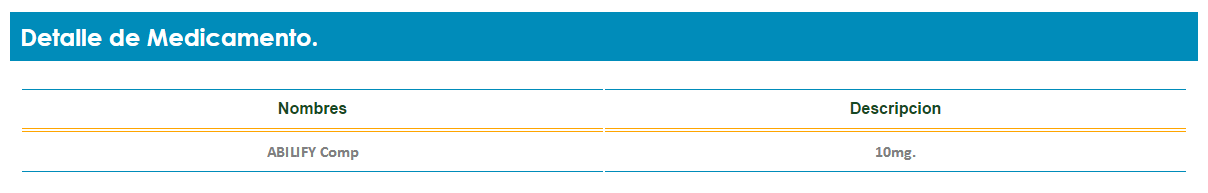 Detalle de Medicamento.
Nombres Descripcion
ABILIFY Comp 10mg.